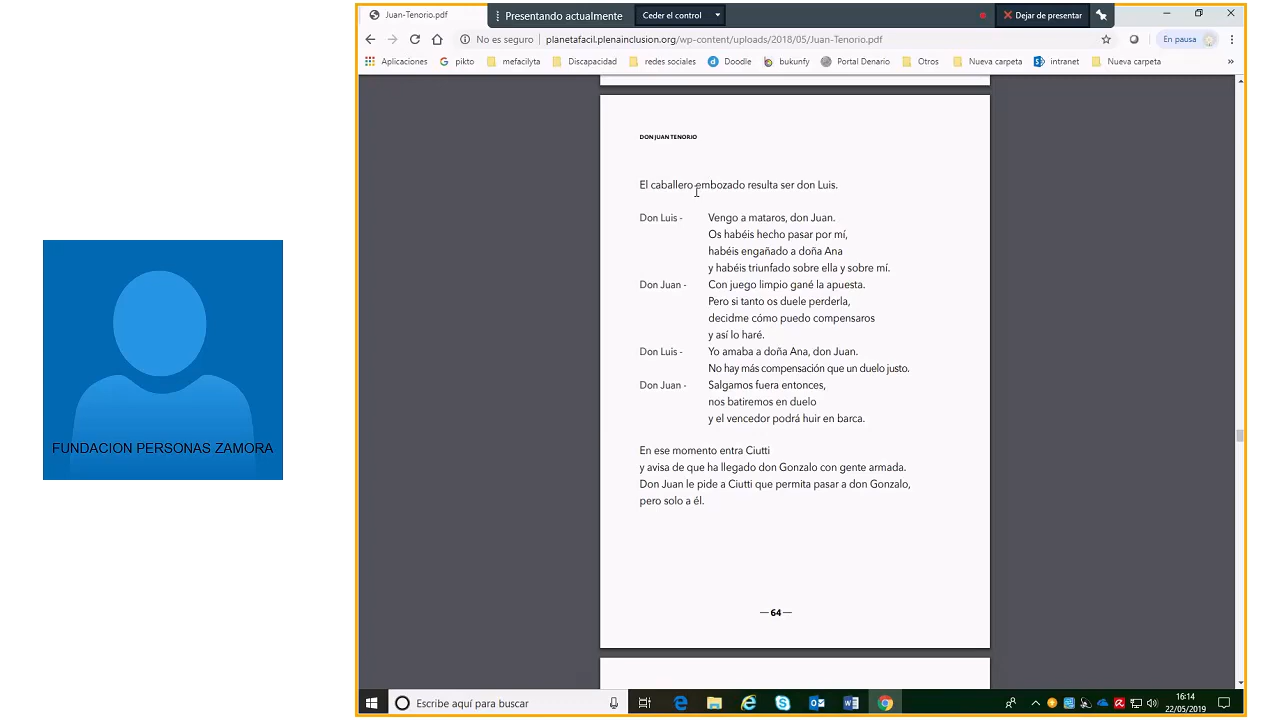 Juan-Tenorio.pdf
Presentando actualmente
Ceder el control
Dejar de presentar
No es seguro
planetafacil.plenainclusion.org/wp-content/uploads/2018/05/Juan-Tenorio.pdf
En pausa
Aplicaciones
pikto
mefacilyta
Discapacidad
redes sociales
Doodle
bukunfy
Portal Denario
Otros
Nueva carpeta
intranet
Nueva carpeta
DON JUAN TENORIO
El caballero embozado resulta ser don Luis.
Don Luis - Vengo a mataros, don Juan.
Os habéis hecho pasar por mí,
habéis engañado a doña Ana
y habéis triunfado sobre ella y sobre mí.
Don Juan - Con juego limpio gané la apuesta.
Pero si tanto os duele perderla,
decidme cómo puedo compensaros
y así lo haré.
Don Luis - Yo amaba a doña Ana, don Juan.
No hay más compensación que un duelo justo.
Don Juan - Salgamos fuera entonces,
nos batiremos en duelo
y el vencedor podrá huir en barca.
En ese momento entra Ciutti
y avisa de que ha llegado don Gonzalo con gente armada.
Don Juan le pide a Ciutti que permita pasar a don Gonzalo,
pero solo a él.
— 64 —
FUNDACION PERSONAS ZAMORA
Escribe aquí para buscar
16:14
22/05/2019